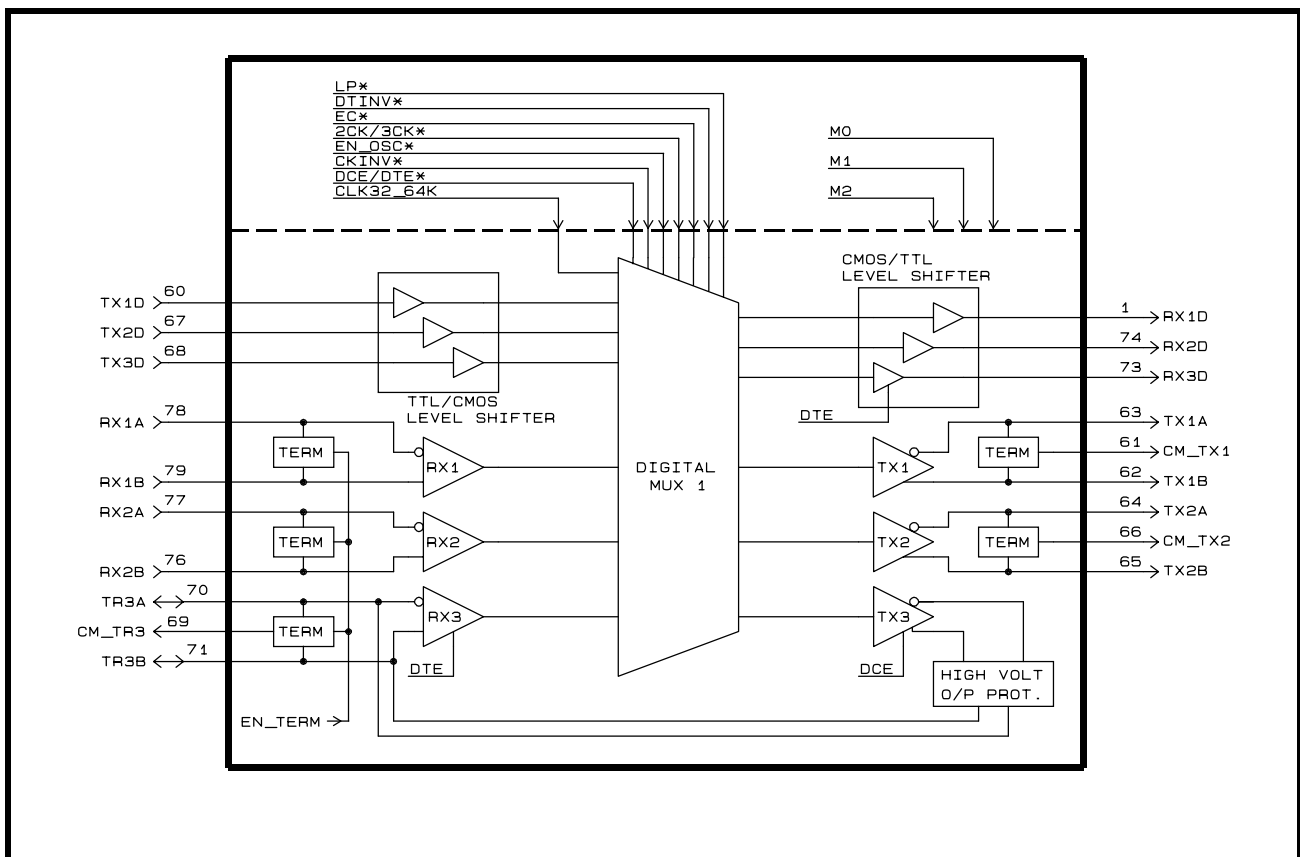 LP*
DTINV*
EC*
2CK/3CK*
EN_OSC*
CKINV*
DCE/DTE*
CLK32_64K
M0
M1
M2
CMOS/TTL
LEVEL SHIFTER
TX1D 60
TX2D 67
TX3D 68
TTL/CMOS
LEVEL SHIFTER
1 RX1D
74 RX2D
73 RX3D
DTE
RX1A 78
TERM
RX1
RX1B 79
RX2A 77
TERM
RX2
RX2B 76
TR3A 70
CM_TR3 69
TERM
RX3
TR3B 71
DTE
EN_TERM
DIGITAL
MUX 1
TX1
TERM
63 TX1A
61 CM_TX1
62 TX1B
TX2
TERM
64 TX2A
66 CM_TX2
65 TX2B
TX3
DCE
HIGH VOLT
O/P PROT.